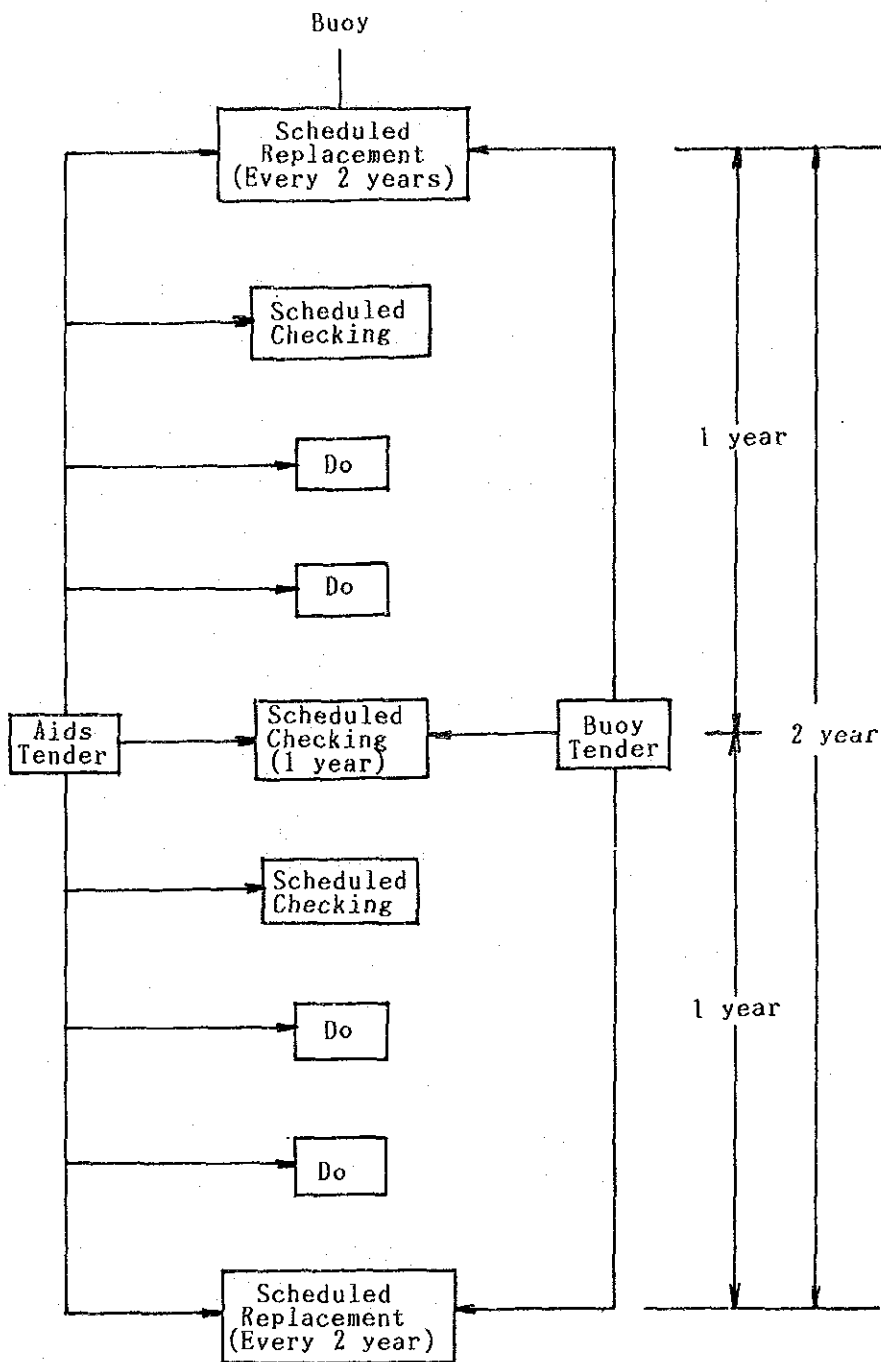 Buoy
Scheduled
Replacement
(Every 2 years)
Scheduled
Checking
Do
1 year
Do
Aids
Tender
Scheduled
Checking
(1 year)
Buoy
Tender
2 year
Scheduled
Checking
Do
1 year
Do
Scheduled
Replacement
(Every 2 year)